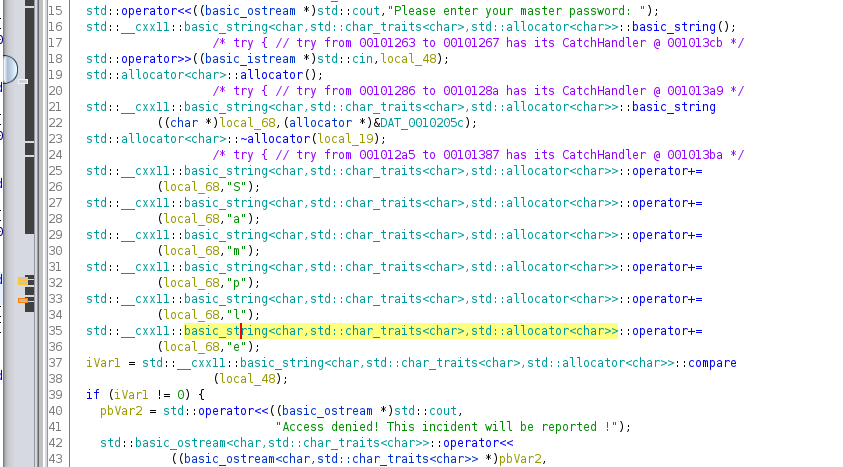 15 std::operator<<((basic_ostream *)std::cout,"Please enter your master password: ");
16 std::__cxx11::basic_string<char,std::char_traits<char>,std::allocator<char>>::basic_string();
17 /* try { // try from 00101263 to 00101267 has its CatchHandler @ 001013cb */
18 std::operator>>((basic_istream *)std::cin,local_48);
19 std::allocator<char>::allocator();
20 /* try { // try from 00101286 to 0010128a has its CatchHandler @ 001013a9 */
21 std::__cxx11::basic_string<char,std::char_traits<char>,std::allocator<char>>::basic_string
22 ((char *)local_68,(allocator *)&DAT_0010205c);
23 std::allocator<char>::~allocator(local_19);
24 /* try { // try from 001012a5 to 00101387 has its CatchHandler @ 001013ba */
25 std::__cxx11::basic_string<char,std::char_traits<char>,std::allocator<char>>::operator+=
26 (local_68,"S");
27 std::__cxx11::basic_string<char,std::char_traits<char>,std::allocator<char>>::operator+=
28 (local_68,"a");
29 std::__cxx11::basic_string<char,std::char_traits<char>,std::allocator<char>>::operator+=
30 (local_68,"m");
31 std::__cxx11::basic_string<char,std::char_traits<char>,std::allocator<char>>::operator+=
32 (local_68,"p");
33 std::__cxx11::basic_string<char,std::char_traits<char>,std::allocator<char>>::operator+=
34 (local_68,"l");
35 std::__cxx11::basic_string<char,std::char_traits<char>,std::allocator<char>>::operator+=
36 (local_68,"e");
37 iVar1 = std::__cxx11::basic_string<char,std::char_traits<char>,std::allocator<char>>::compare
38 (local_48);
39 if (iVar1 != 0) {
40 pbVar2 = std::operator<<((basic_ostream *)std::cout,
41 "Access denied! This incident will be reported !");
42 std::basic_ostream<char,std::char_traits<char>>::operator<<
43 ((basic_ostream<char,std::char_traits<char>> *)pbVar2,